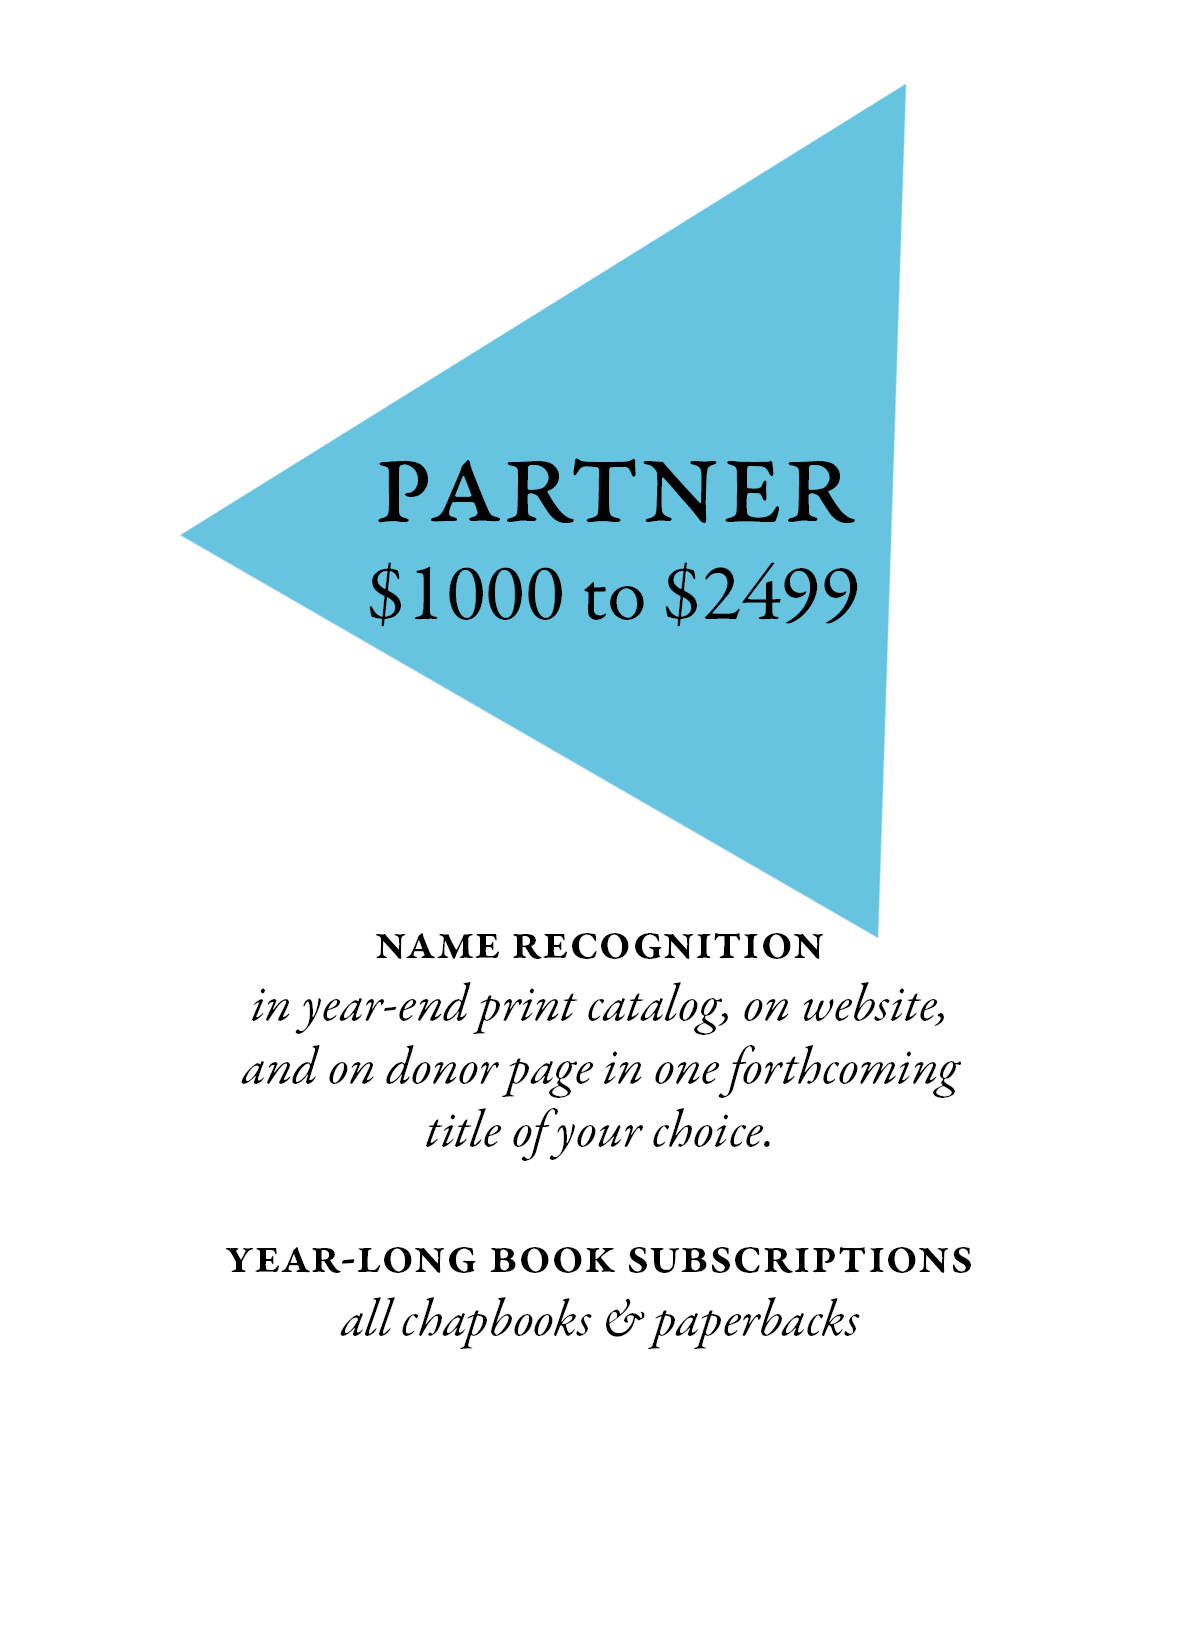 PARTNER
$1000 to $2499
NAME RECOGNITION
in year-end print catalog, on website,
and on donor page in one forthcoming
title of your choice.
YEAR-LONG BOOK SUBSCRIPTIONS
all chapbooks & paperbacks